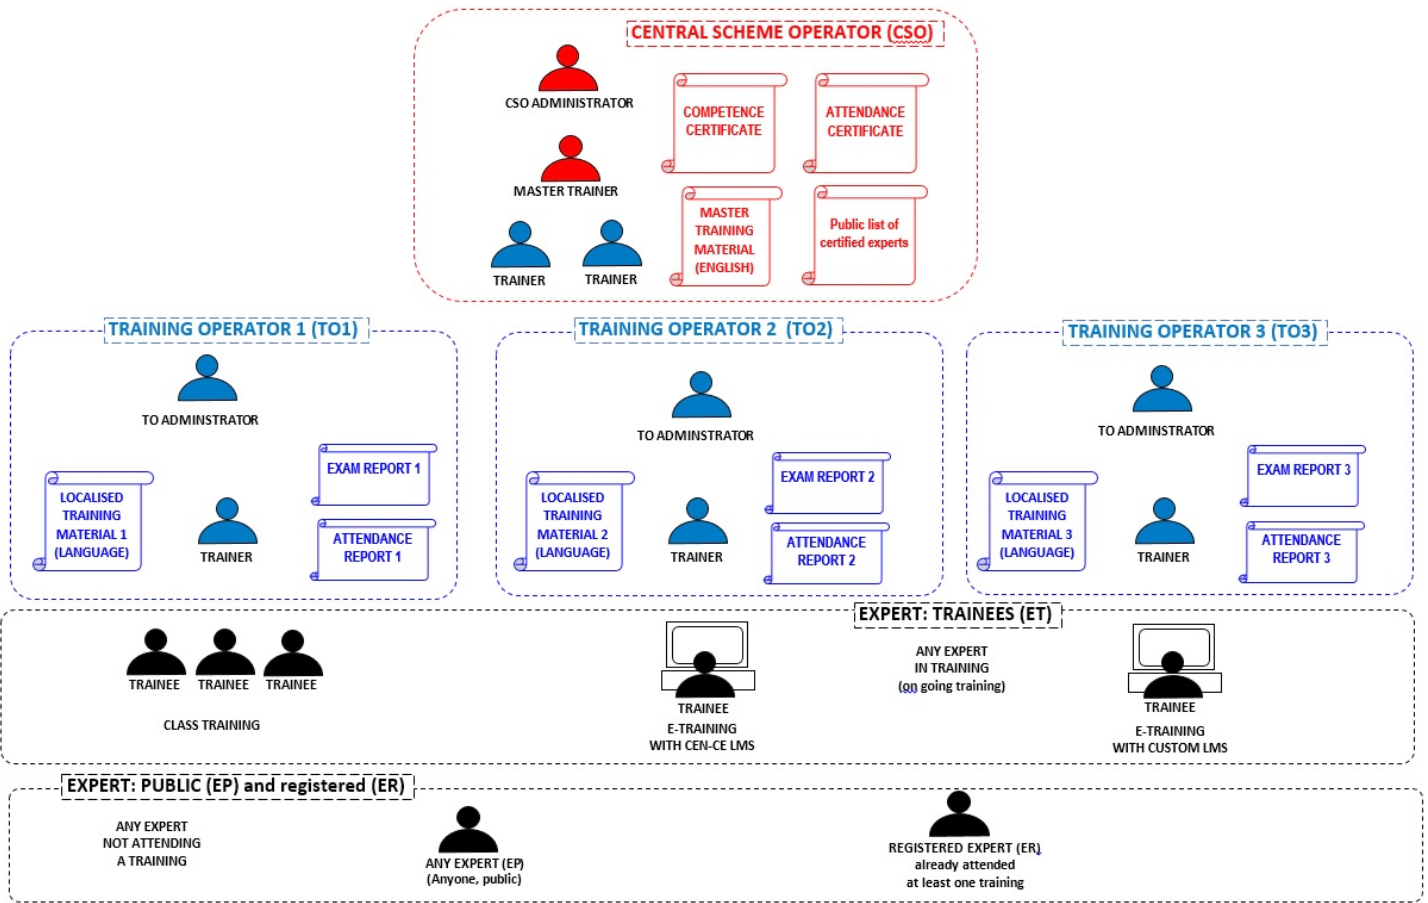 CENTRAL SCHEME OPERATOR (CSO)
CSO ADMINISTRATOR
COMPETENCE
CERTIFICATE
ATTENDANCE
CERTIFICATE
MASTER TRAINER
MASTER
TRAINING
MATERIAL
(ENGLISH)
Public list of
certified experts
TRAINER
TRAINER
TRAINING OPERATOR 1 (TO1)
TO ADMINSTRATOR
LOCALISED
TRAINING
MATERIAL 1
(LANGUAGE)
TRAINER
EXAM REPORT 1
ATTENDANCE
REPORT 1
TRAINING OPERATOR 2 (TO2)
TO ADMINSTRATOR
LOCALISED
TRAINING
MATERIAL 2
(LANGUAGE)
TRAINER
EXAM REPORT 2
ATTENDANCE
REPORT 2
TRAINING OPERATOR 3 (TO3)
TO ADMINSTRATOR
LOCALISED
TRAINING
MATERIAL 3
(LANGUAGE)
TRAINER
EXAM REPORT 3
ATTENDANCE
REPORT 3
EXPERT: TRAINEES (ET)
TRAINEE
TRAINEE
TRAINEE
CLASS TRAINING
TRAINEE
E-TRAINING
WITH CEN-CE LMS
ANY EXPERT
IN TRAINING
(on going training)
TRAINEE
E-TRAINING
WITH CUSTOM LMS
EXPERT: PUBLIC (EP) and registered (ER)
ANY EXPERT
NOT ATTENDING
A TRAINING
ANY EXPERT (EP)
(Anyone, public)
REGISTERED EXPERT (ER)
already attended
at least one training